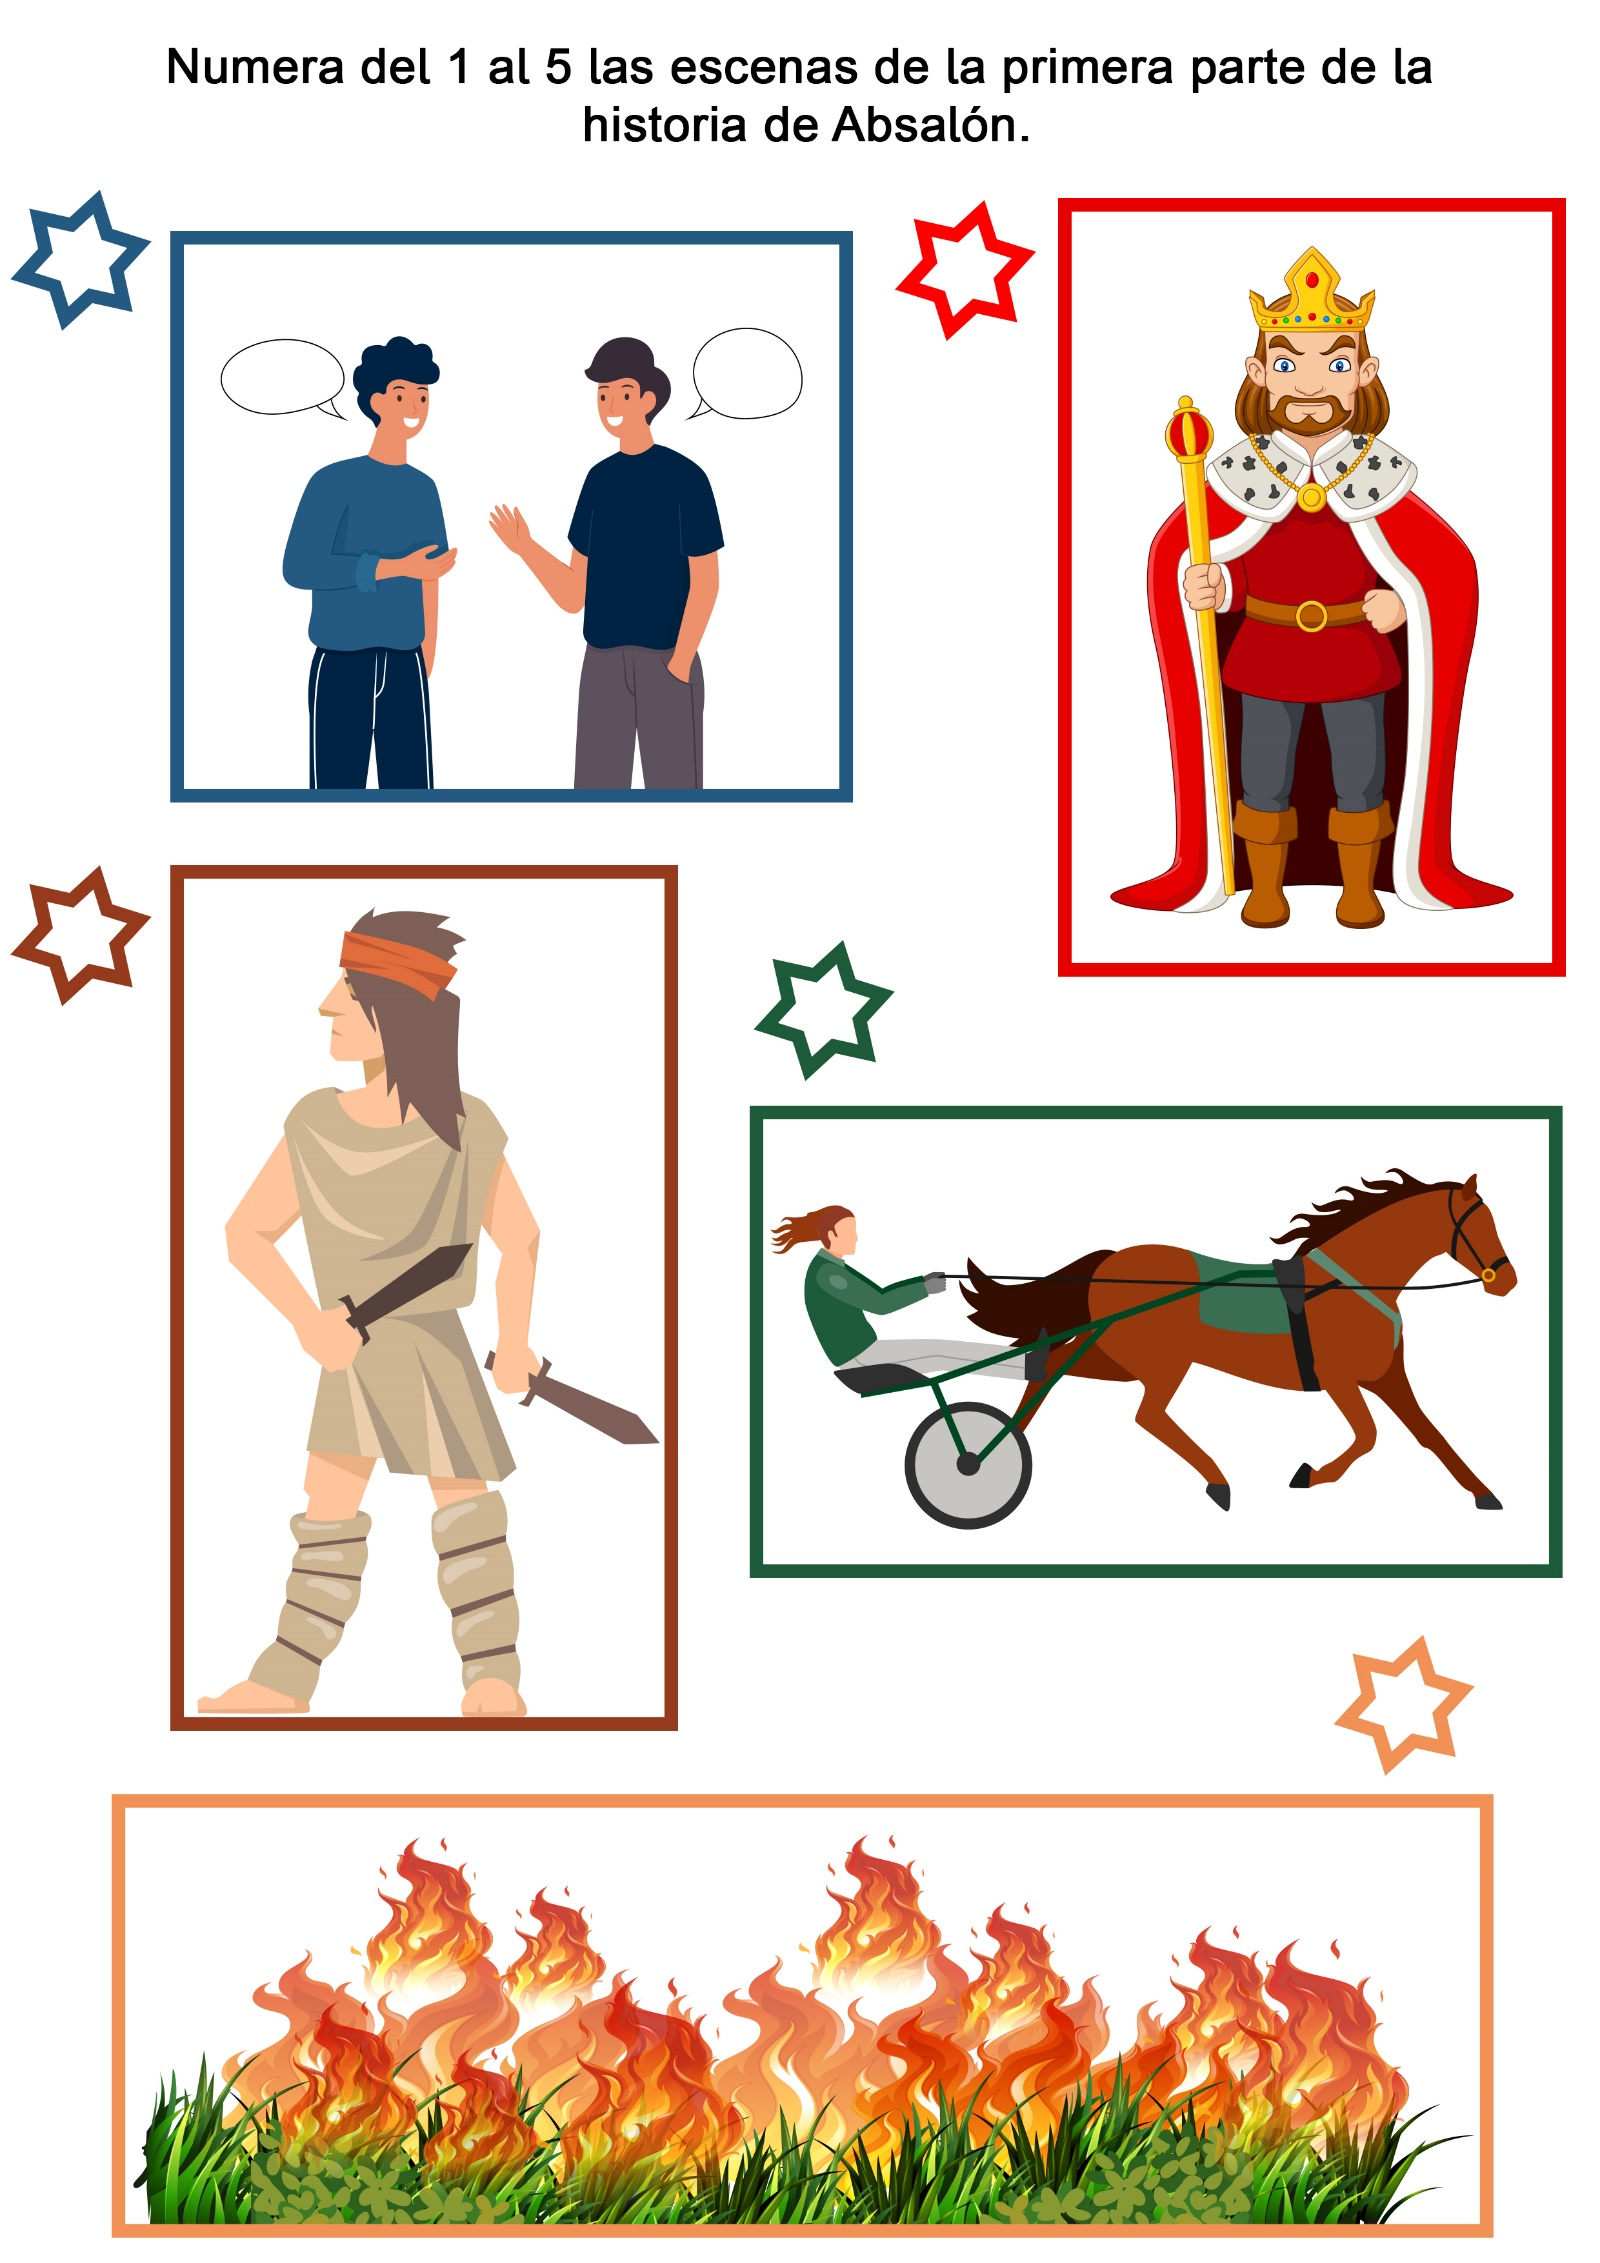 Numera del 1 al 5 las escenas de la primera parte de la
historia de Absalón.